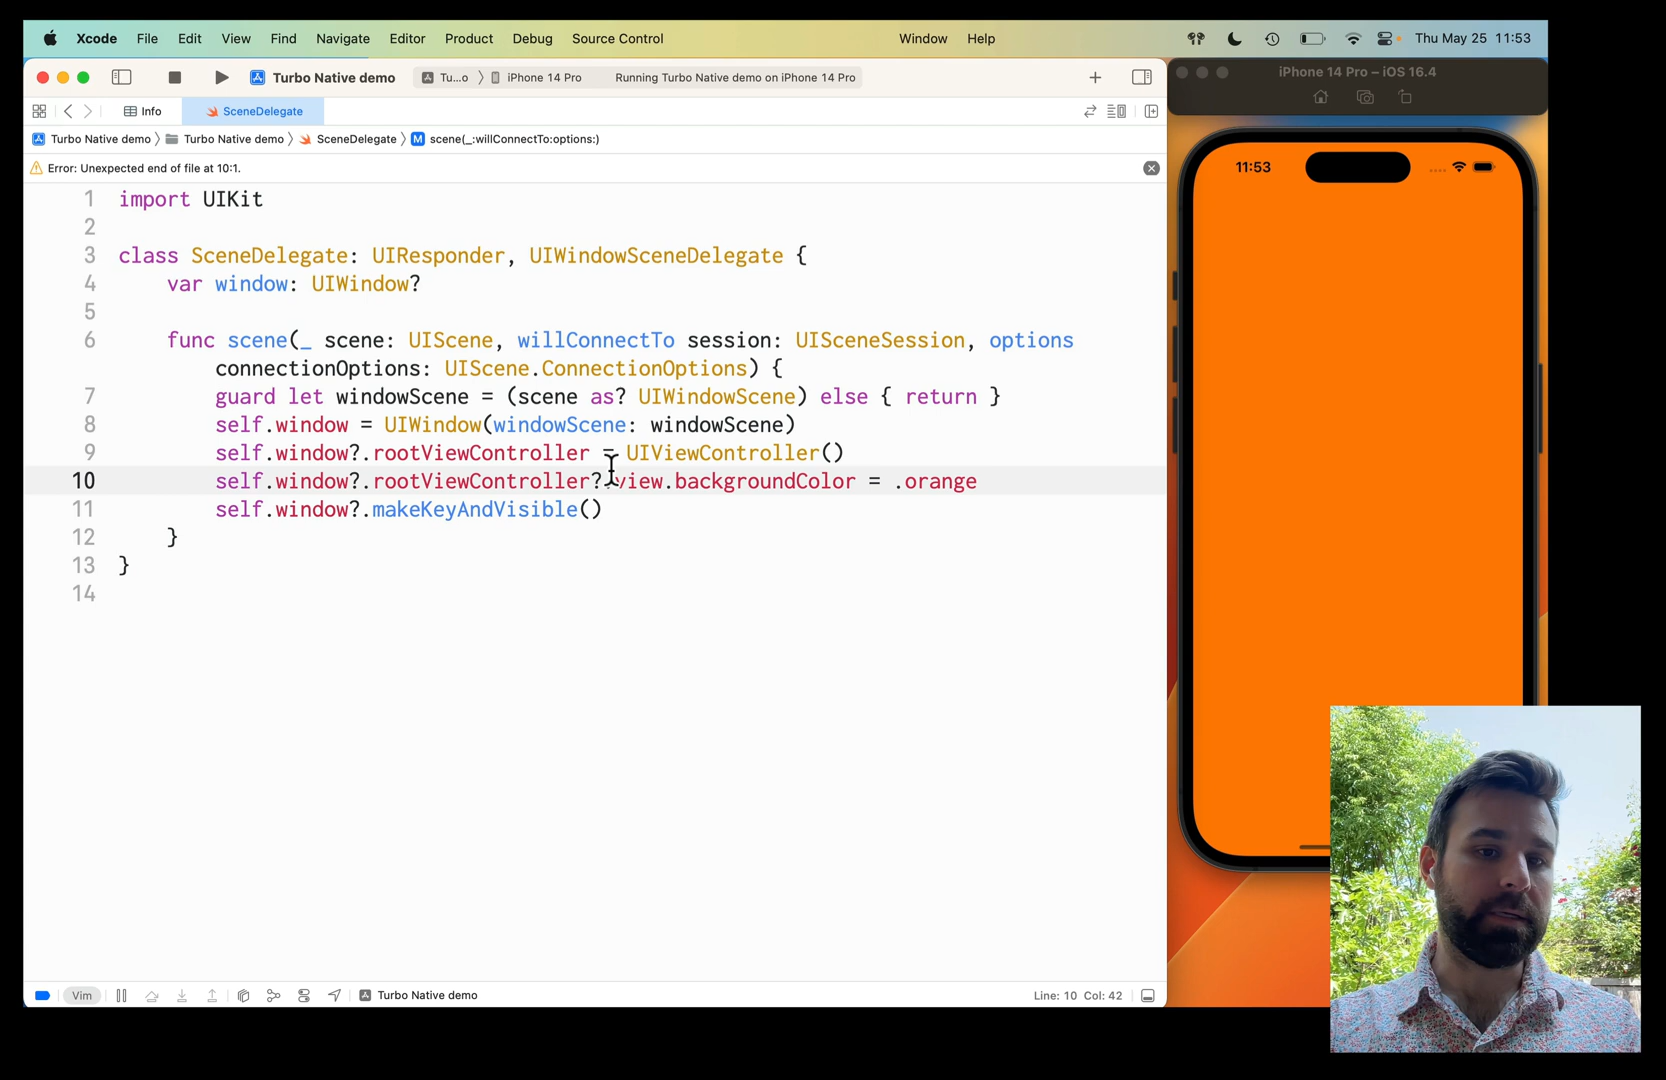 Xcode File Edit View Find Navigate Editor Product Debug Source Control Window Help Thu May 25 11:53
Turbo Native demo Tu...o iPhone 14 Pro Running Turbo Native demo on iPhone 14 Pro
iPhone 14 Pro – iOS 16.4
Info SceneDelegate
Turbo Native demo Turbo Native demo SceneDelegate M scene(_:willConnectTo:options:)
Error: Unexpected end of file at 10:1.
11:53
1 import UIKit
2
3 class SceneDelegate: UIResponder, UIWindowSceneDelegate {
4 var window: UIWindow?
5
6 func scene(_ scene: UIScene, willConnectTo session: UISceneSession, options
connectionOptions: UIScene.ConnectionOptions) {
7 guard let windowScene = (scene as? UIWindowScene) else { return }
8 self.window = UIWindow(windowScene: windowScene)
9 self.window?.rootViewController = UIViewController()
10 self.window?.rootViewController?.view.backgroundColor = .orange
11 self.window?.makeKeyAndVisible()
12 }
13 }
14
Vim Turbo Native demo Line: 10 Col: 42